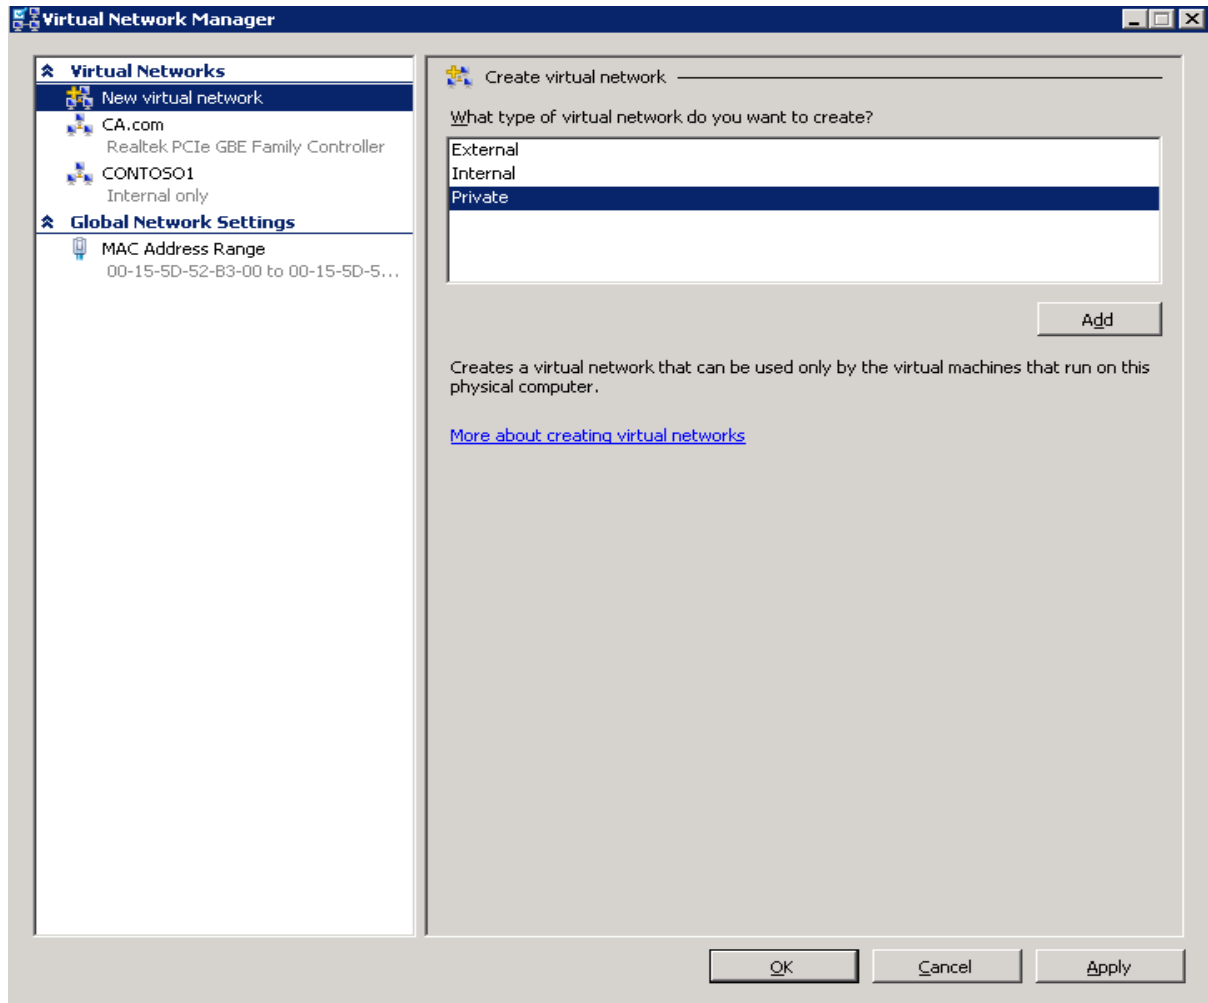 Virtual Network Manager
Virtual Networks
New virtual network
CA.com
Realtek PCIe GBE Family Controller
CONTOSO1
Internal only
Global Network Settings
MAC Address Range
00-15-5D-52-B3-00 to 00-15-5D-5...
Create virtual network
What type of virtual network do you want to create?
External
Internal
Private
Add
Creates a virtual network that can be used only by the virtual machines that run on this
physical computer.
More about creating virtual networks
OK
Cancel
Apply